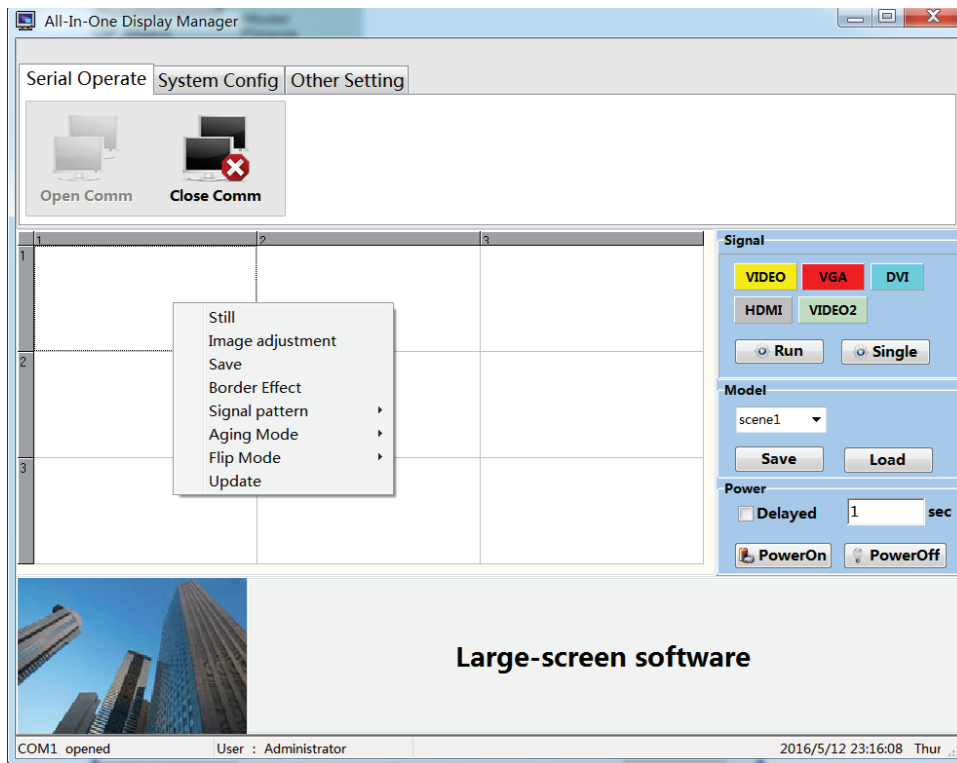 All-In-One Display Manager
Serial Operate System Config Other Setting
Open Comm Close Comm
1 2 3
1
2
3
Still
Image adjustment
Save
Border Effect
Signal pattern
Aging Mode
Flip Mode
Update
Signal
VIDEO VGA DVI
HDMI VIDEO2
Run Single
Model
scene1
Save Load
Power
Delayed 1 sec
PowerOn PowerOff
Large-screen software
COM1 opened User : Administrator 2016/5/12 23:16:08 Thur